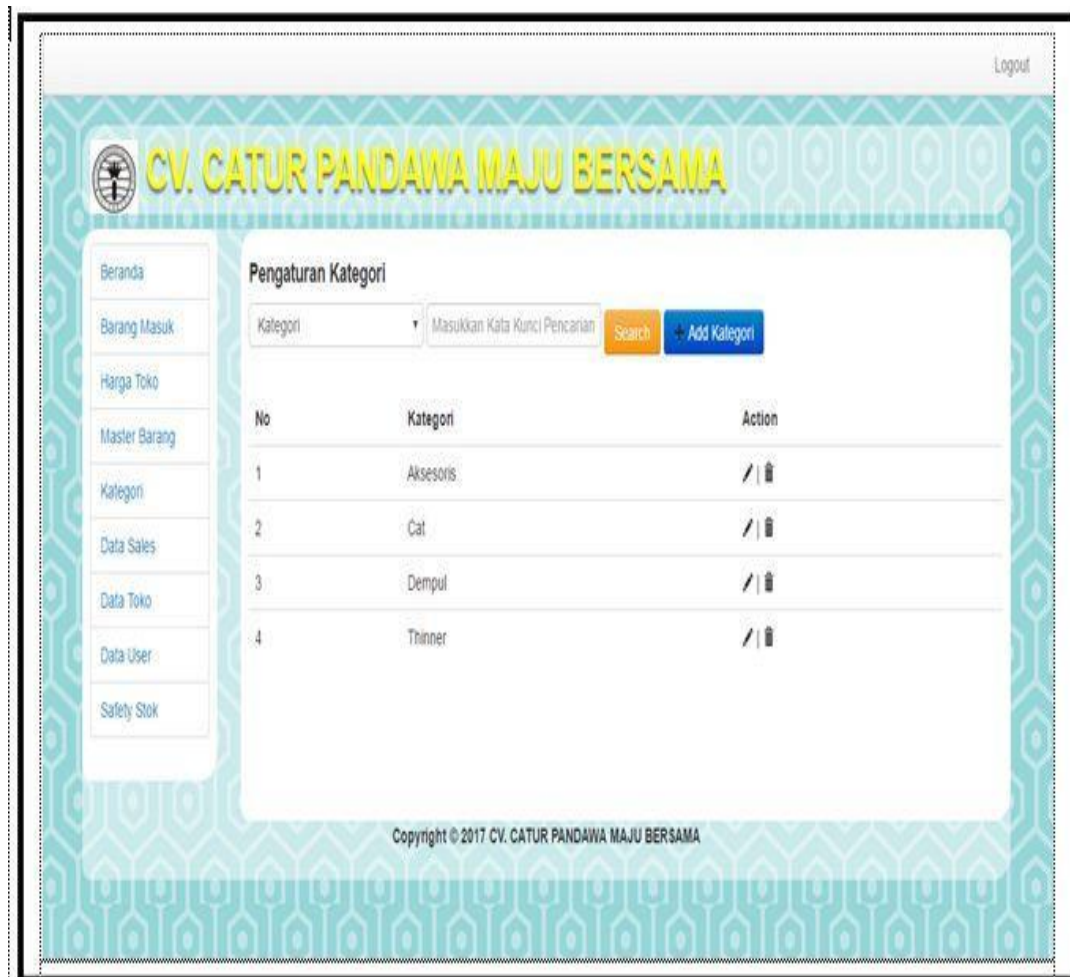 Logout
CV. CATUR PANDAWA MAJU BERSAMA
Beranda
Barang Masuk
Harga Toko
Master Barang
Kategori
Data Sales
Data Toko
Data User
Safety Stok
Pengaturan Kategori
Kategori Masukkan Kata Kunci Pencarian Search + Add Kategori
No Kategori Action
1 Aksesoris |
2 Cat |
3 Dempul |
4 Thinner |
Copyright © 2017 CV. CATUR PANDAWA MAJU BERSAMA